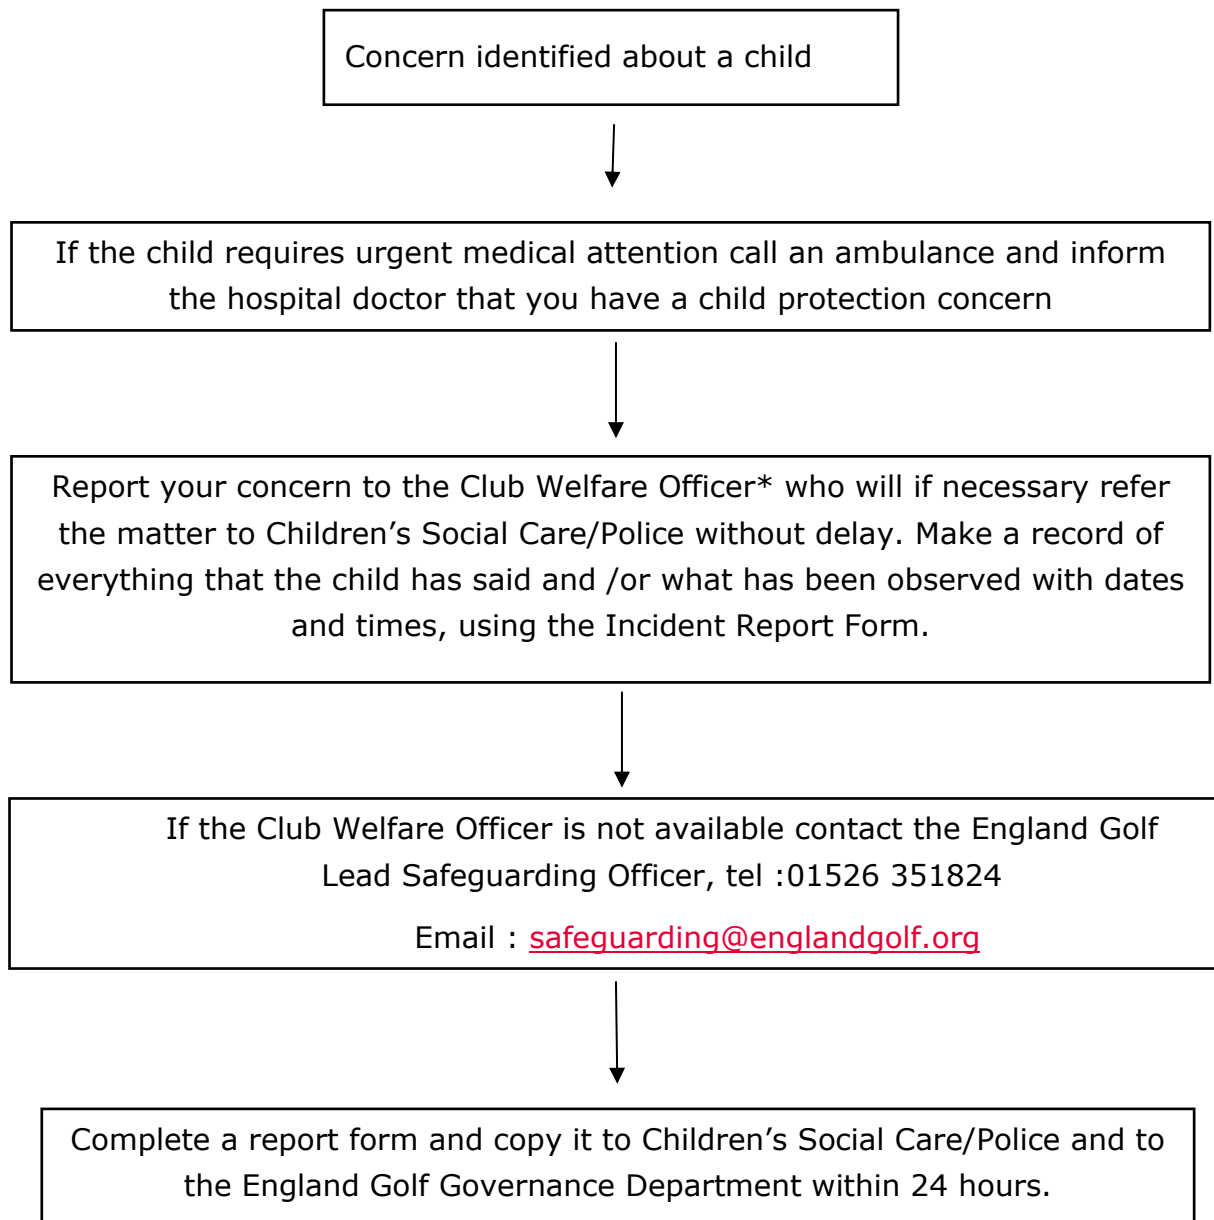 Concern identified about a child
If the child requires urgent medical attention call an ambulance and inform
the hospital doctor that you have a child protection concern
Report your concern to the Club Welfare Officer* who will if necessary refer
the matter to Children’s Social Care/Police without delay. Make a record of
everything that the child has said and /or what has been observed with dates
and times, using the Incident Report Form.
If the Club Welfare Officer is not available contact the England Golf
Lead Safeguarding Officer, tel :01526 351824
Email : safeguarding@englandgolf.org
Complete a report form and copy it to Children’s Social Care/Police and to
the England Golf Governance Department within 24 hours.